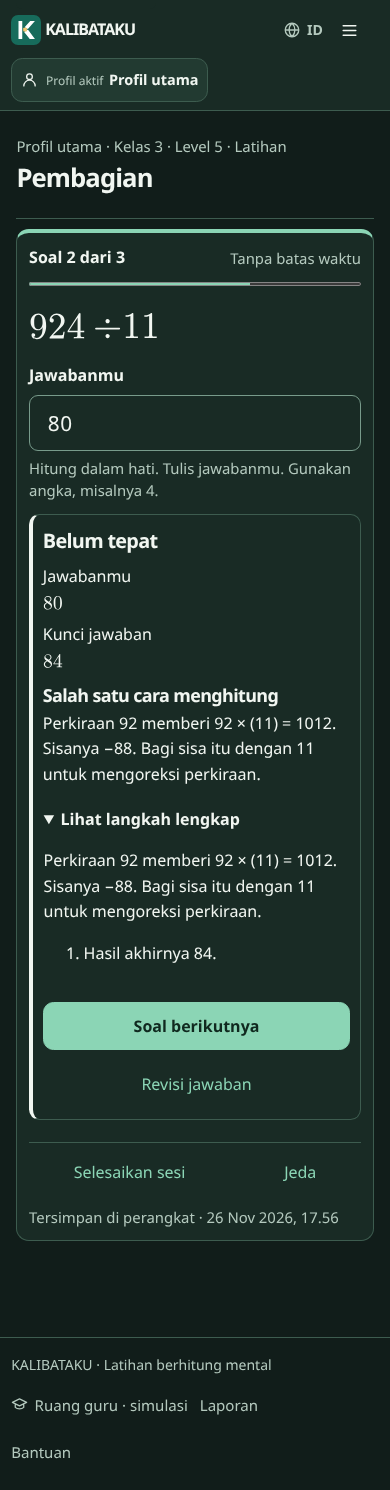 KALIBATAKU
ID
Profil aktif Profil utama
Profil utama · Kelas 3 · Level 5 · Latihan
Pembagian
Soal 2 dari 3
Tanpa batas waktu
924 ÷11
Jawabanmu
80
Hitung dalam hati. Tulis jawabanmu. Gunakan
angka, misalnya 4.
Belum tepat
Jawabanmu
80
Kunci jawaban
84
Salah satu cara menghitung
Perkiraan 92 memberi 92 × (11) = 1012.
Sisanya −88. Bagi sisa itu dengan 11
untuk mengoreksi perkiraan.
▼ Lihat langkah lengkap
Perkiraan 92 memberi 92 × (11) = 1012.
Sisanya −88. Bagi sisa itu dengan 11
untuk mengoreksi perkiraan.
1. Hasil akhirnya 84.
Soal berikutnya
Revisi jawaban
Selesaikan sesi
Jeda
Tersimpan di perangkat · 26 Nov 2026, 17.56
KALIBATAKU · Latihan berhitung mental
Ruang guru · simulasi
Laporan
Bantuan